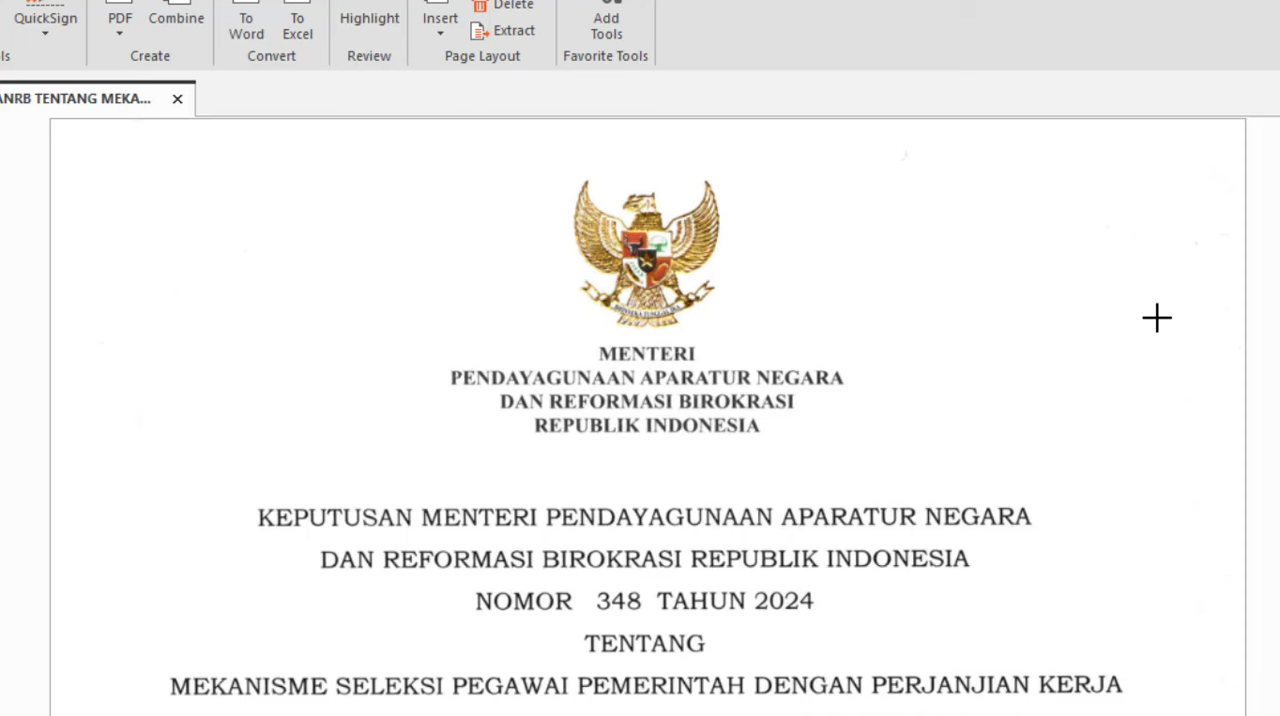 QuickSign
PDF
Combine
To Word
To Excel
Highlight
Insert
Delete
Extract
Add Tools
ls
Create
Convert
Review
Page Layout
Favorite Tools
ANRB TENTANG MEKA...
MENTERI
PENDAYAGUNAAN APARATUR NEGARA
DAN REFORMASI BIROKRASI
REPUBLIK INDONESIA
KEPUTUSAN MENTERI PENDAYAGUNAAN APARATUR NEGARA
DAN REFORMASI BIROKRASI REPUBLIK INDONESIA
NOMOR 348 TAHUN 2024
TENTANG
MEKANISME SELEKSI PEGAWAI PEMERINTAH DENGAN PERJANJIAN KERJA